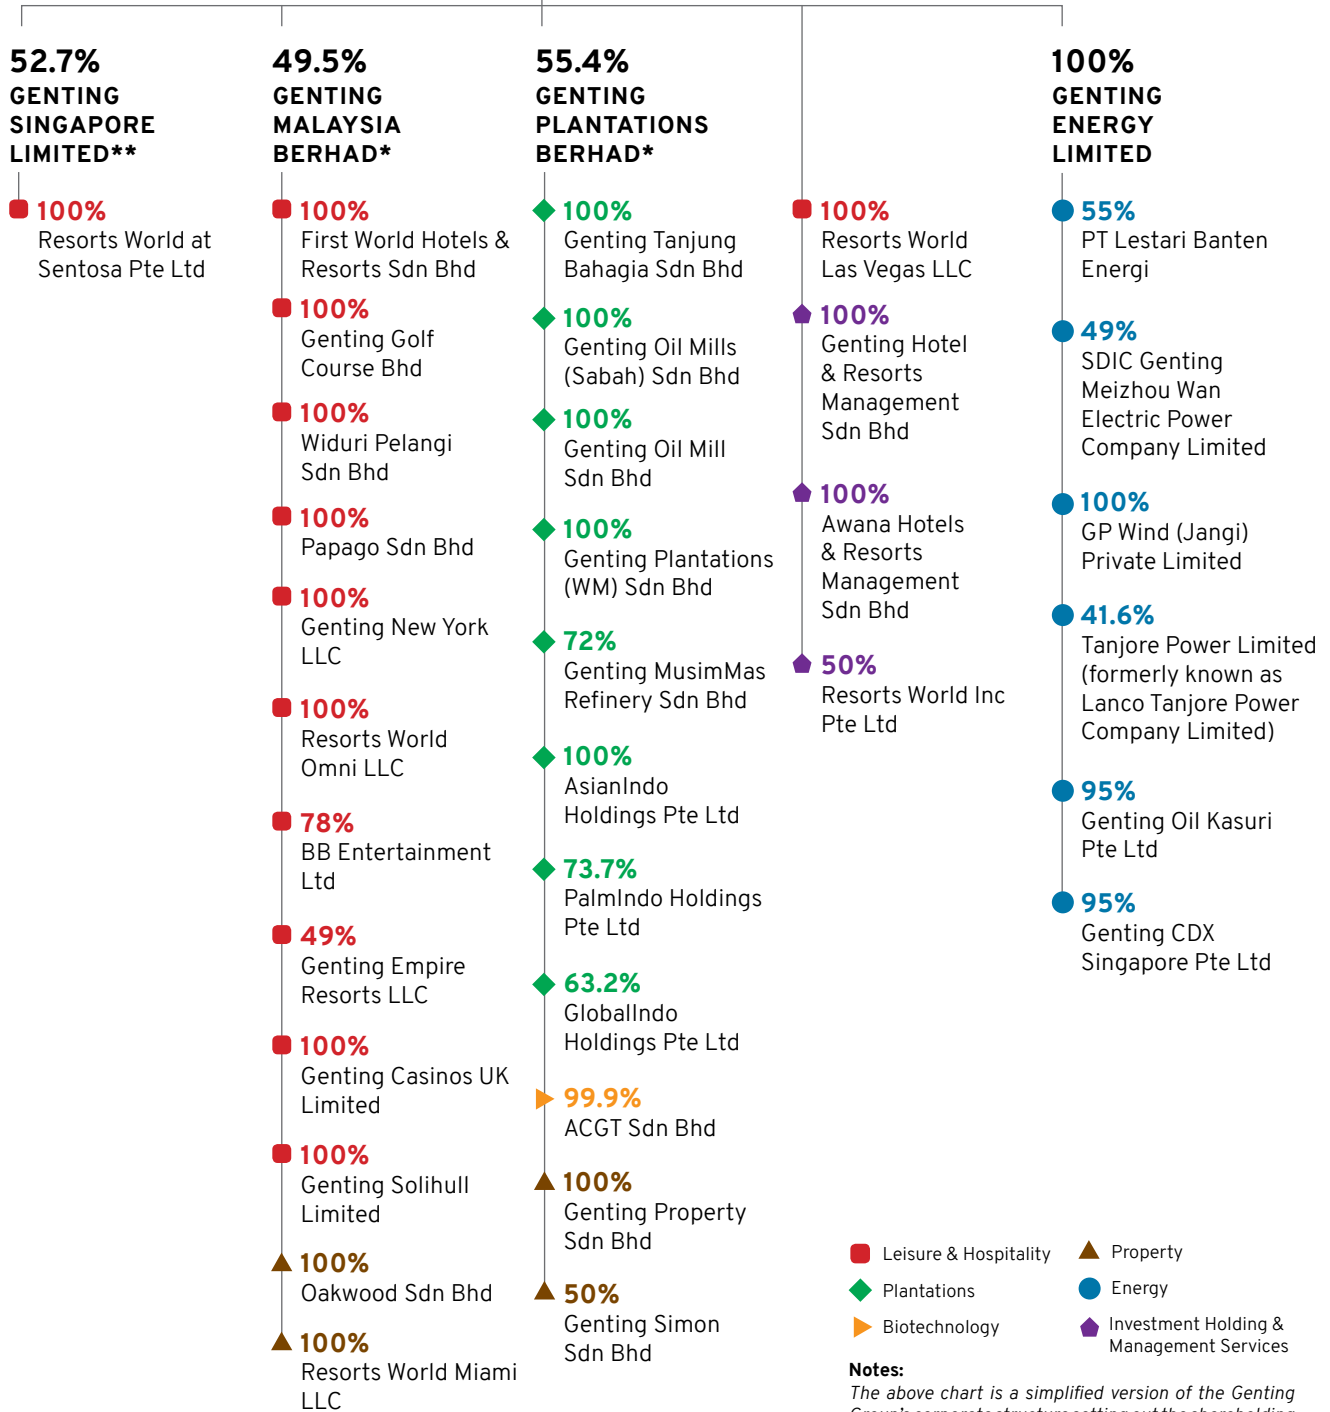 52.7%
GENTING
SINGAPORE
LIMITED**
100%
Resorts World at
Sentosa Pte Ltd
49.5%
GENTING
MALAYSIA
BERHAD*
100%
First World Hotels &
Resorts Sdn Bhd
100%
Genting Golf
Course Bhd
100%
Widuri Pelangi
Sdn Bhd
100%
Papago Sdn Bhd
100%
Genting New York
LLC
100%
Resorts World
Omni LLC
78%
BB Entertainment
Ltd
49%
Genting Empire
Resorts LLC
100%
Genting Casinos UK
Limited
100%
Genting Solihull
Limited
100%
Oakwood Sdn Bhd
100%
Resorts World Miami
LLC
55.4%
GENTING
PLANTATIONS
BERHAD*
100%
Genting Tanjung
Bahagia Sdn Bhd
100%
Genting Oil Mills
(Sabah) Sdn Bhd
100%
Genting Oil Mill
Sdn Bhd
100%
Genting Plantations
(WM) Sdn Bhd
72%
Genting MusimMas
Refinery Sdn Bhd
100%
AsianIndo
Holdings Pte Ltd
73.7%
PalmIndo Holdings
Pte Ltd
63.2%
GlobalIndo
Holdings Pte Ltd
99.9%
ACGT Sdn Bhd
100%
Genting Property
Sdn Bhd
50%
Genting Simon
Sdn Bhd
100%
Resorts World
Las Vegas LLC
100%
Genting Hotel
& Resorts
Management
Sdn Bhd
100%
Awana Hotels
& Resorts
Management
Sdn Bhd
50%
Resorts World Inc
Pte Ltd
100%
GENTING
ENERGY
LIMITED
55%
PT Lestari Banten
Energi
49%
SDIC Genting
Meizhou Wan
Electric Power
Company Limited
100%
GP Wind (Jangi)
Private Limited
41.6%
Tanjore Power Limited
(formerly known as
Lanco Tanjore Power
Company Limited)
95%
Genting Oil Kasuri
Pte Ltd
95%
Genting CDX
Singapore Pte Ltd
Leisure & Hospitality
Plantations
Biotechnology
Property
Energy
Investment Holding &
Management Services
Notes:
The above chart is a simplified version of the Genting
Group's corporate structure setting out the shareholding